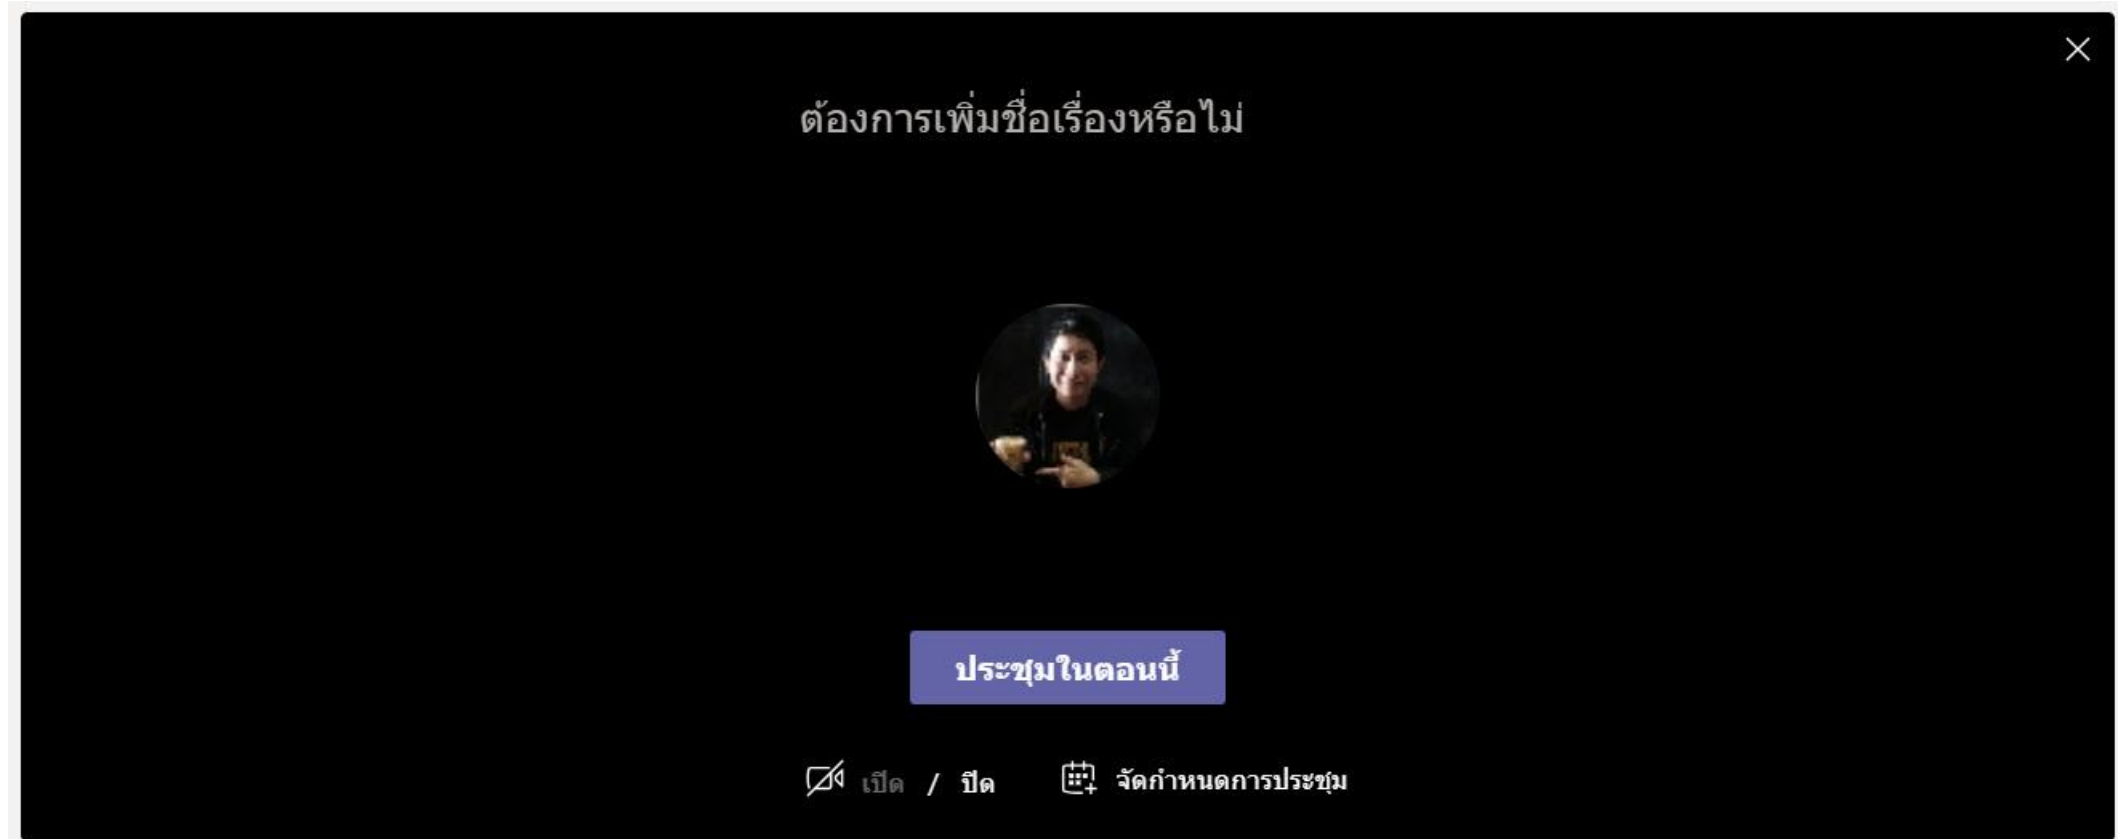 ต้องการเพิ่มชื่อเรื่องหรือไม่
ประชุมในตอนนี้
เปิด / ปิด จัดกำหนดการประชุม